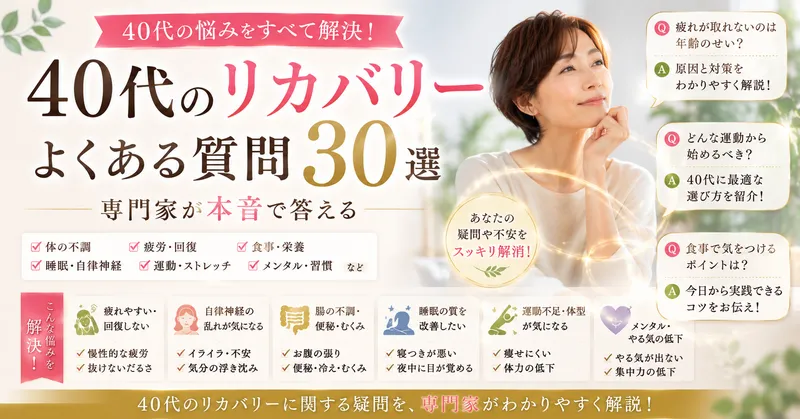 40代の悩みをすべて解決！
40代のリカバリー
よくある質問30選
専門家が本音で答える
体の不調
疲労・回復
食事・栄養
睡眠・自律神経
運動・ストレッチ
メンタル・習慣
など
あなたの
疑問や不安を
スッキリ解消！
Q 疲れが取れないのは
年齢のせい？
A 原因と対策を
わかりやすく解説！
Q どんな運動から
始めるべき？
A 40代に最適な
選び方を紹介！
Q 食事で気をつける
ポイントは？
A 今日から実践できる
コツをお伝え！
こんな悩みを
解決！
疲れやすい・
回復しない
慢性的な疲労
抜けないだるさ
自律神経の
乱れが気になる
イライラ・不安
気分の浮き沈み
腸の不調・
便秘・むくみ
お腹の張り
便秘・冷え・むくみ
睡眠の質を
改善したい
寝つきが悪い
夜中に目が覚める
運動不足・体型
が気になる
痩せにくい
体力の低下
メンタル・
やる気の低下
やる気が出ない
集中力の低下
40代のリカバリーに関する疑問を、専門家がわかりやすく解説！